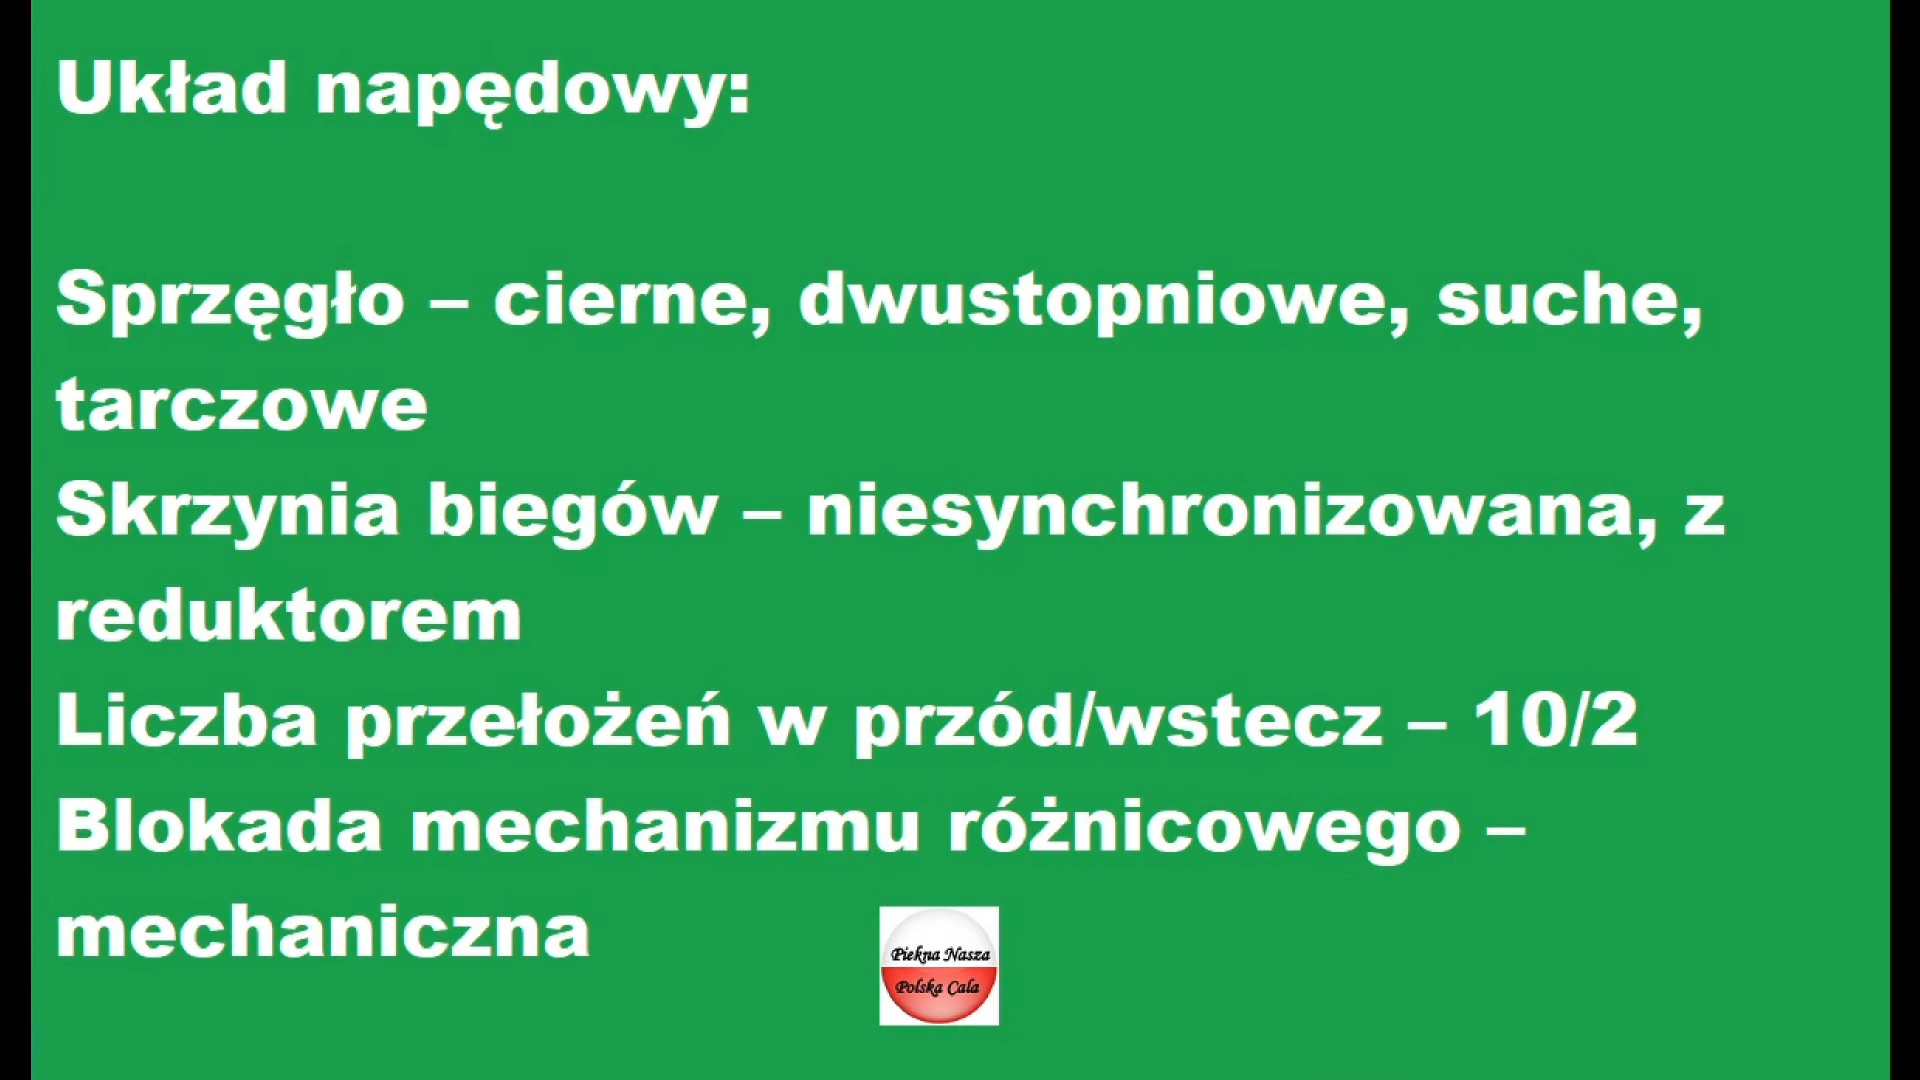 Układ napędowy:
Sprzęgło – cierne, dwustopniowe, suche,
tarczowe
Skrzynia biegów – niesynchronizowana, z
reduktorem
Liczba przełożeń w przód/wstecz – 10/2
Blokada mechanizmu różnicowego –
mechaniczna
Piekna Nasza
Polska Cala